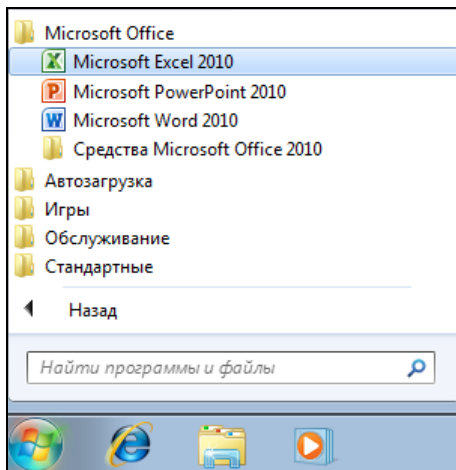 Microsoft Office
Microsoft Excel 2010
Microsoft PowerPoint 2010
Microsoft Word 2010
Средства Microsoft Office 2010
Автозагрузка
Игры
Обслуживание
Стандартные
Назад
Найти программы и файлы